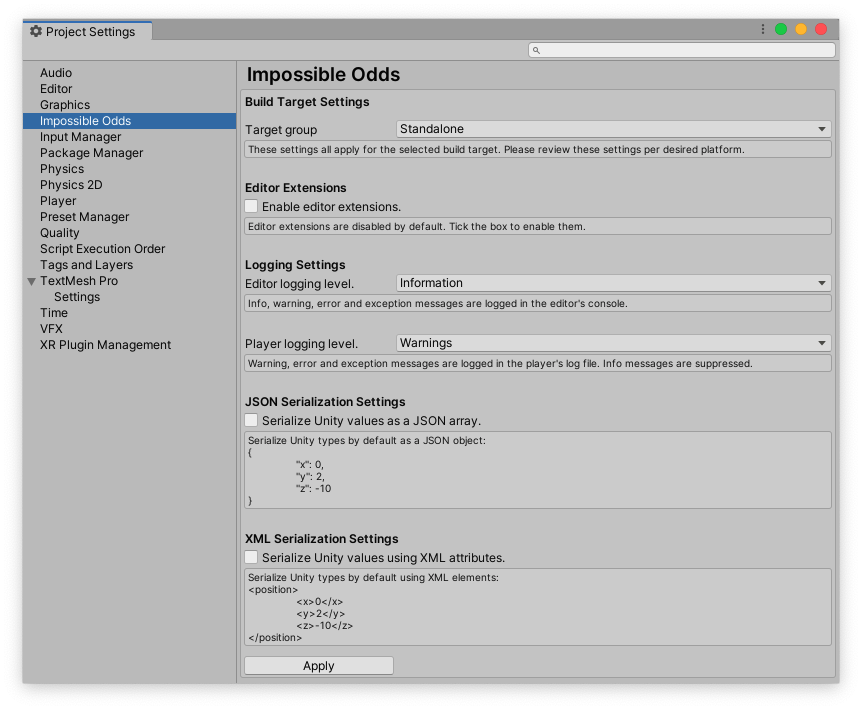 Project Settings
Audio
Editor
Graphics
Impossible Odds
Input Manager
Package Manager
Physics
Physics 2D
Player
Preset Manager
Quality
Script Execution Order
Tags and Layers
TextMesh Pro
Settings
Time
VFX
XR Plugin Management
Impossible Odds
Build Target Settings
Target group Standalone
These settings all apply for the selected build target. Please review these settings per desired platform.
Editor Extensions
Enable editor extensions.
Editor extensions are disabled by default. Tick the box to enable them.
Logging Settings
Editor logging level. Information
Info, warning, error and exception messages are logged in the editor's console.
Player logging level. Warnings
Warning, error and exception messages are logged in the player's log file. Info messages are suppressed.
JSON Serialization Settings
Serialize Unity values as a JSON array.
Serialize Unity types by default as a JSON object:
{
"x": 0,
"y": 2,
"z": -10
}
XML Serialization Settings
Serialize Unity values using XML attributes.
Serialize Unity types by default using XML elements:
<position>
<x>0</x>
<y>2</y>
<z>-10</z>
</position>
Apply